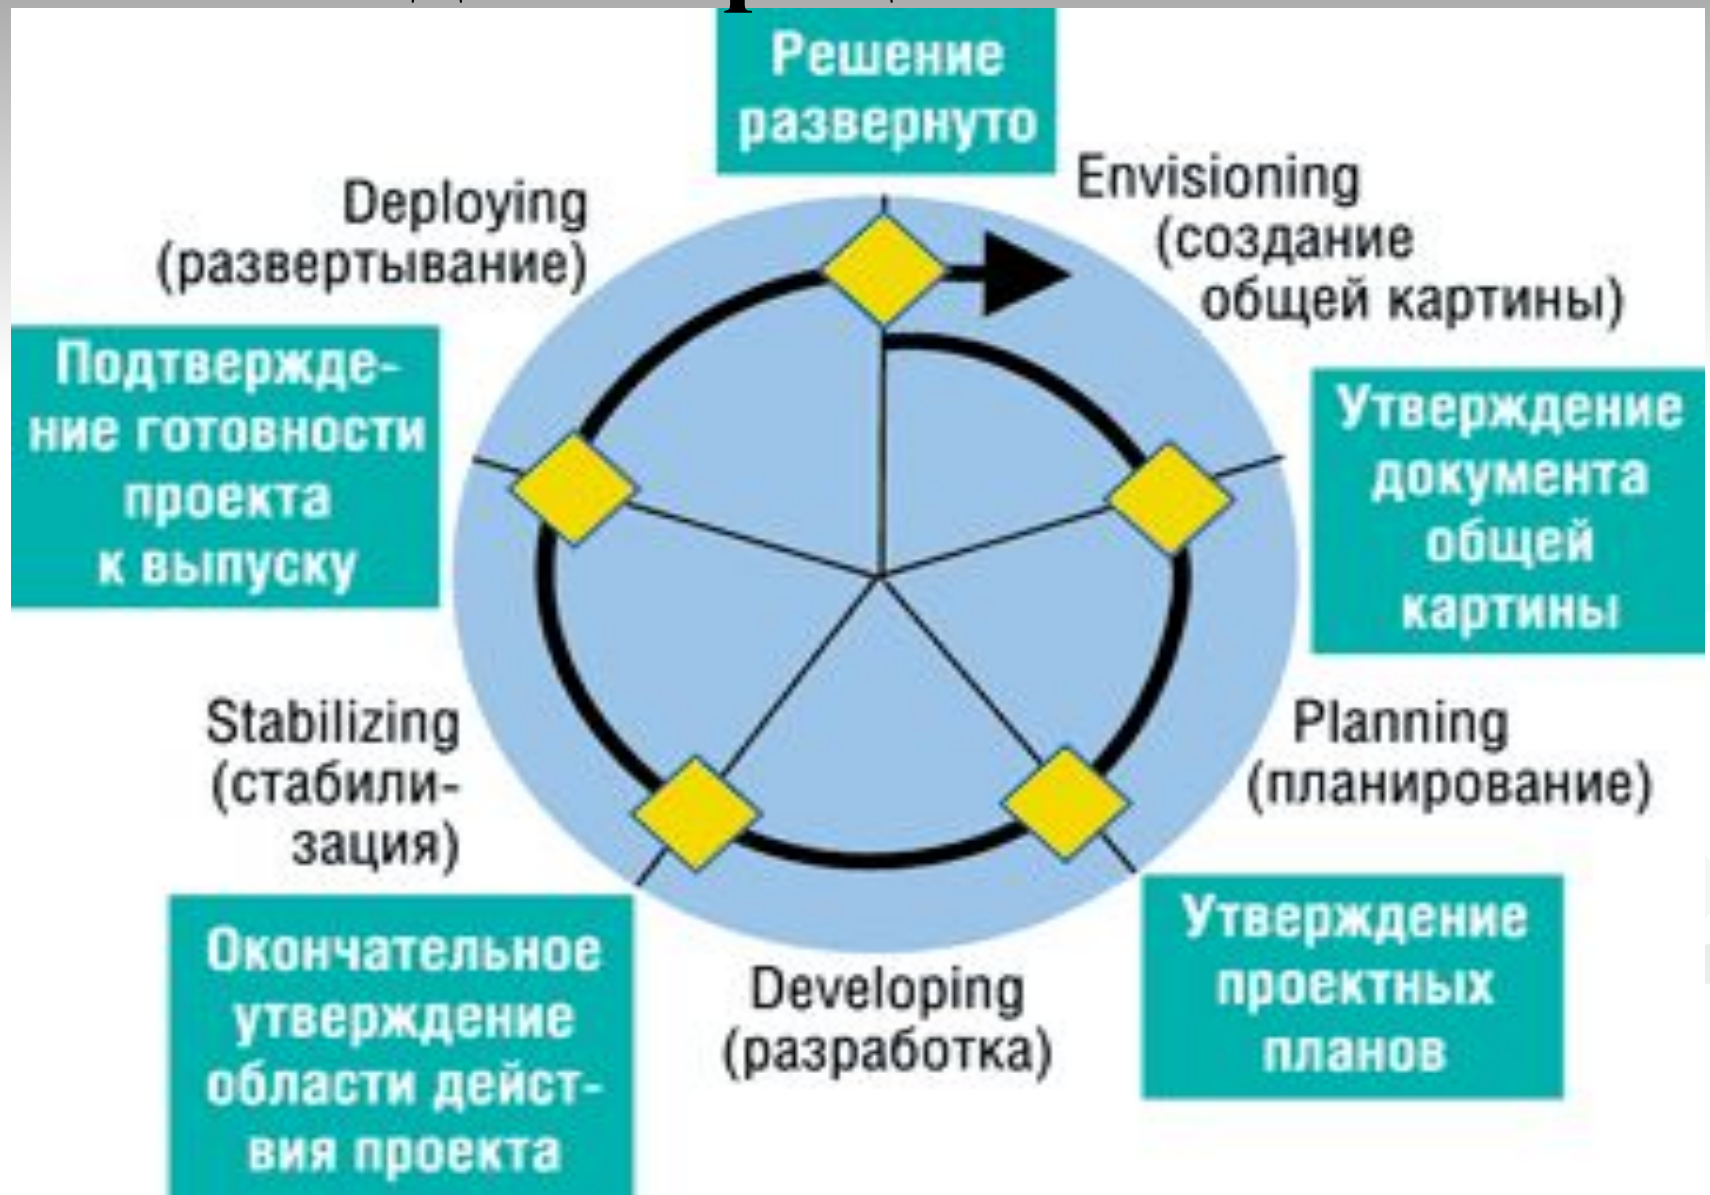 Решение
развернуто
Envisioning
(создание
общей картины)
Deploying
(развертывание)
Подтвержде-
ние готовности
проекта
к выпуску
Утверждение
документа
общей
картины
Stabilizing
(стабили-
зация)
Planning
(планирование)
Окончательное
утверждение
области дейст-
вия проекта
Developing
(разработка)
Утверждение
проектных
планов